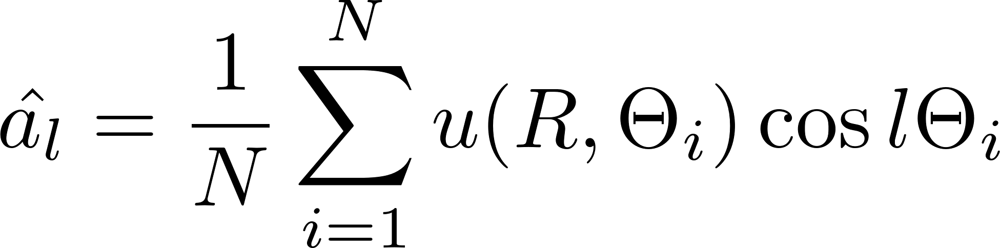 \hat{a}_l = \frac{1}{N} \sum_{i=1}^{N} u(R, \Theta_i) \cos l\Theta_i